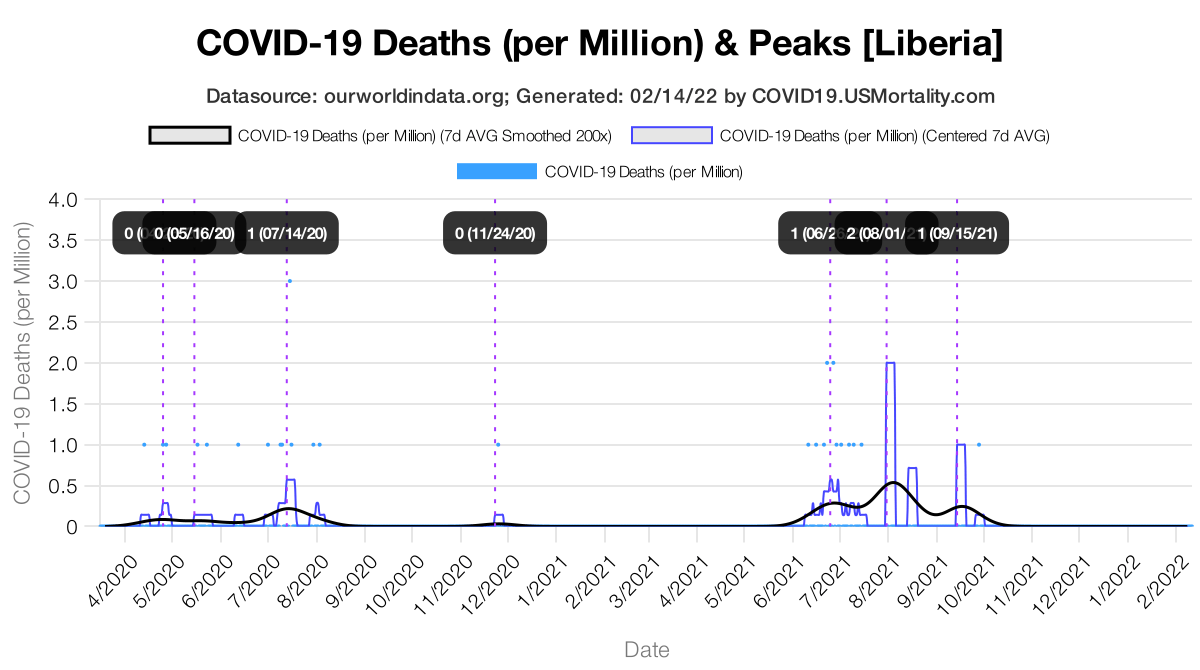 COVID-19 Deaths (per Million) & Peaks [Liberia]
Datasource: ourworldindata.org; Generated: 02/14/22 by COVID19.USMortality.com
COVID-19 Deaths (per Million) (7d AVG Smoothed 200x) COVID-19 Deaths (per Million) (Centered 7d AVG)
COVID-19 Deaths (per Million)
COVID-19 Deaths (per Million)
4.0
3.5
3.0
2.5
2.0
1.5
1.0
0.5
0
0 0 (05/16/20) 1 (07/14/20) 0 (11/24/20) 1 2 (08/01/ 1 (09/15/21)
4/2020 5/2020 6/2020 7/2020 8/2020 9/2020 10/2020 11/2020 12/2020 1/2021 2/2021 3/2021 4/2021 5/2021 6/2021 7/2021 8/2021 9/2021 10/2021 11/2021 12/2021 1/2022 2/2022
Date